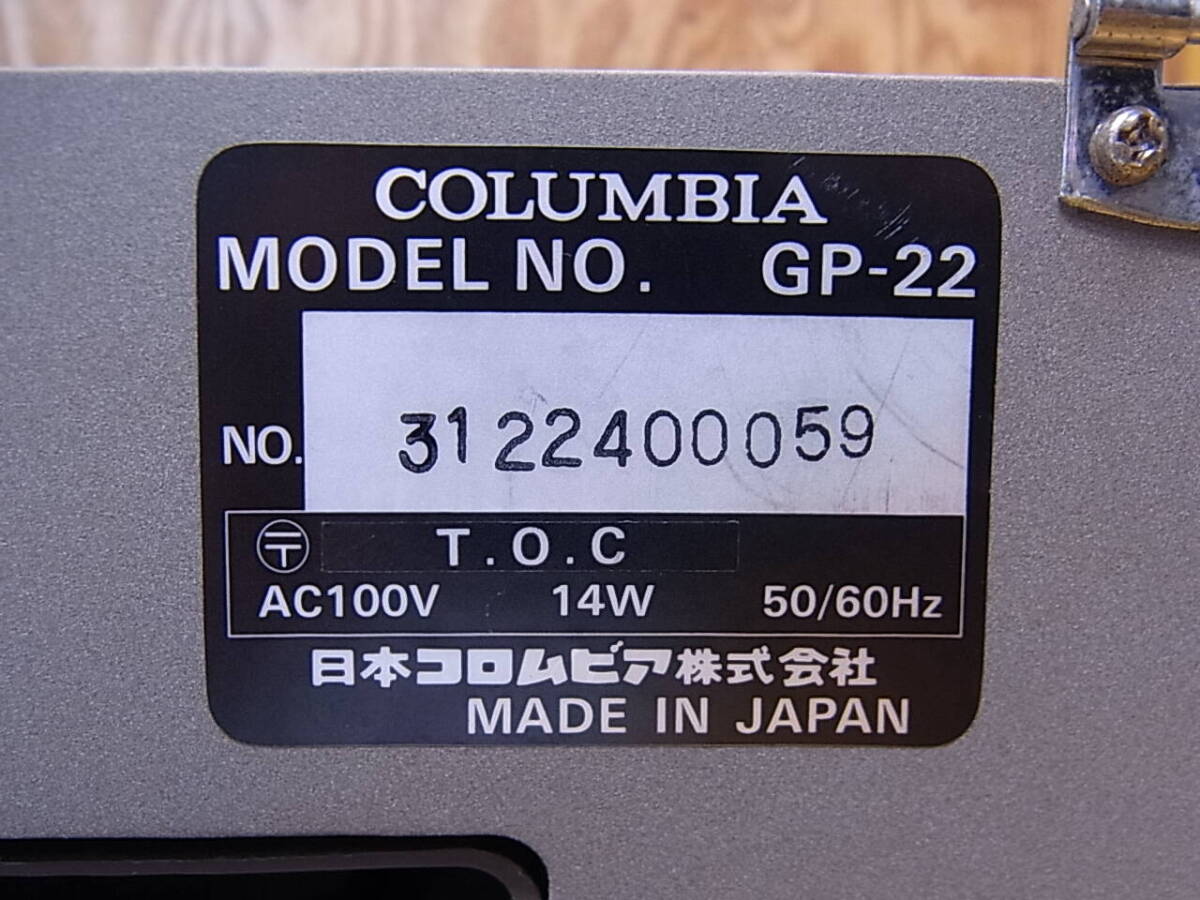 COLUMBIA
MODEL NO. GP-22
NO. 3122400059
〶 T.O.C
AC100V 14W 50/60Hz
日本コロムビア株式会社
MADE IN JAPAN